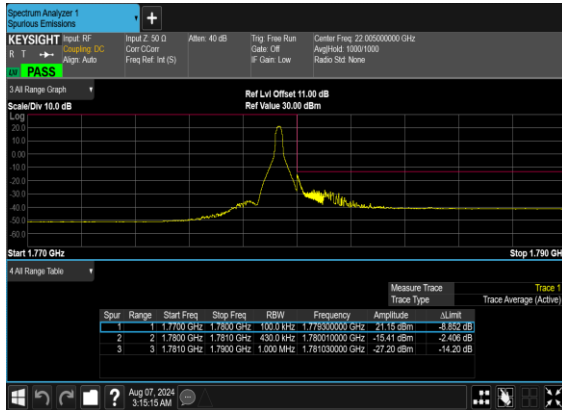 Spectrum Analyzer 1
Spurious Emissions
+
KEYSIGHT Input: RF Input Z: 50 Ω Atten: 40 dB Trig: Free Run Center Freq: 22.005000000 GHz
R T Coupling: DC Corr CCorr Gate: Off Avg|Hold: 1000/1000
Align: Auto Freq Ref: Int (S) IF Gain: Low Radio Std: None
PASS
3 All Range Graph Ref Lvl Offset 11.00 dB
Scale/Div 10.0 dB Ref Value 30.00 dBm
Log
20.0
10.0
0.00
-10.0
-20.0
-30.0
-40.0
-50.0
-60.0
Start 1.770 GHz Stop 1.790 GH
4 All Range Table
Measure Trace Trace 1
Trace Type Trace Average (Active)
Spur Range Start Freq Stop Freq RBW Frequency Amplitude ΔLimit
1 1 1.7700 GHz 1.7800 GHz 100.0 kHz 1.779300000 GHz 21.15 dBm -8.852 dB
2 2 1.7800 GHz 1.7810 GHz 430.0 kHz 1.780010000 GHz -15.41 dBm -2.406 dB
3 3 1.7810 GHz 1.7900 GHz 1.000 MHz 1.781030000 GHz -27.20 dBm -14.20 dB
? Aug 07, 2024
3:15:15 AM